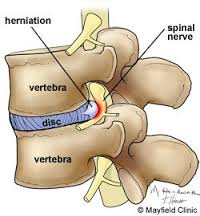 herniation
spinal
nerve
vertebra
disc
vertebra
© Mayfield Clinic